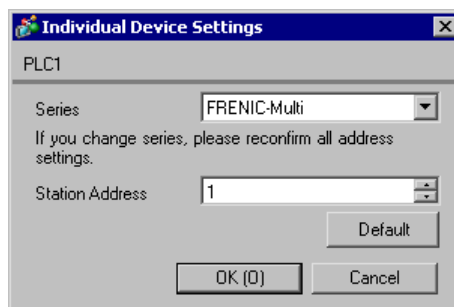 Individual Device Settings
PLC1
Series FRENIC-Multi
If you change series, please reconfirm all address
settings.
Station Address 1
Default
OK (O) Cancel